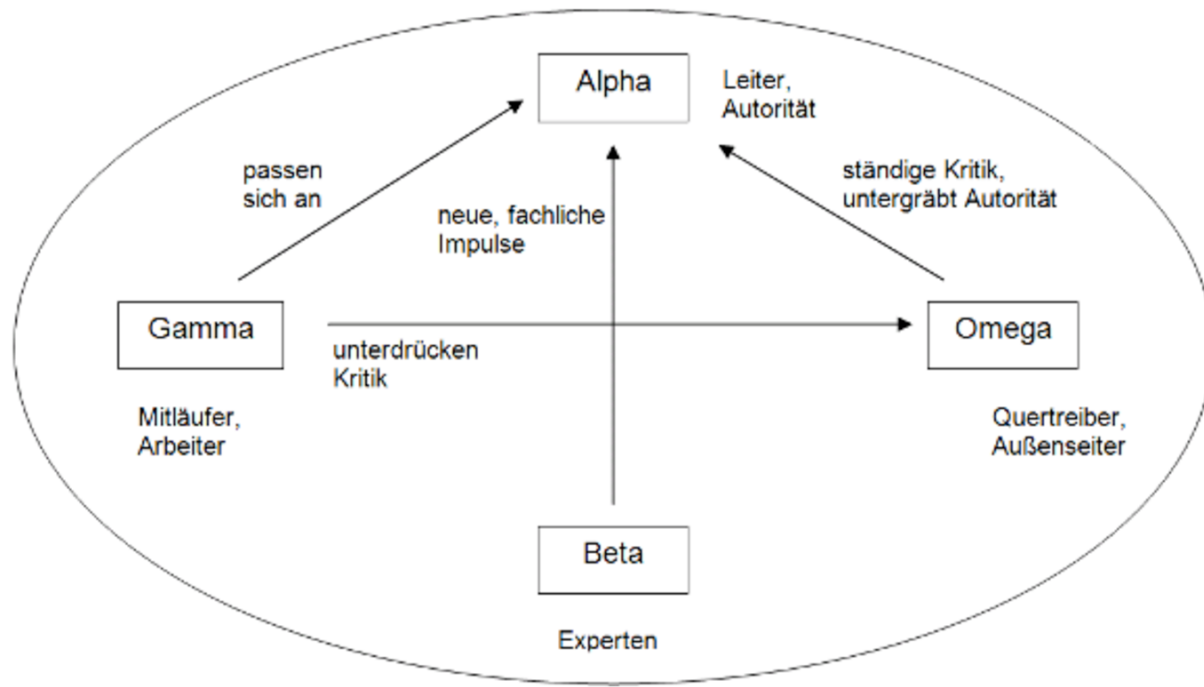 Alpha
Leiter,
Autorität
passen
sich an
neue, fachliche
Impulse
ständige Kritik,
untergräbt Autorität
Gamma
Omega
unterdrücken
Kritik
Mitläufer,
Arbeiter
Quertreiber,
Außenseiter
Beta
Experten